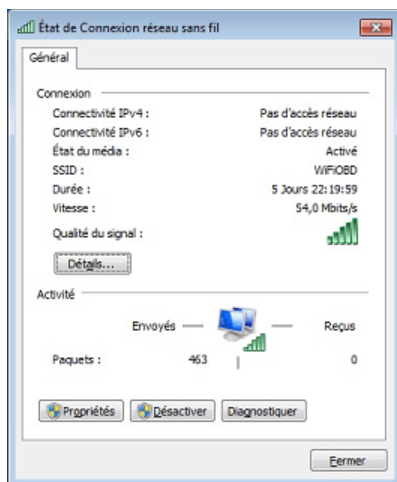 État de Connexion réseau sans fil
Général
Connexion
Connectivité IPv4 : Pas d'accès réseau
Connectivité IPv6 : Pas d'accès réseau
État du média : Activé
SSID : WiFiOBD
Durée : 5 Jours 22:19:59
Vitesse : 54,0 Mbits/s
Qualité du signal :
Détails...
Activité
Envoyés — — Reçus
Paquets : 463 | 0
Propriétés Désactiver Diagnostiquer
Fermer